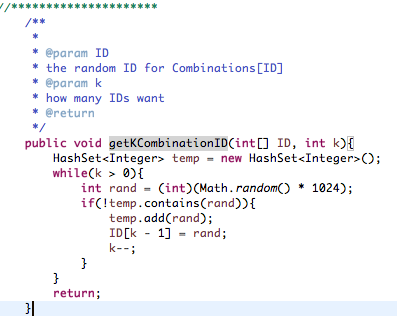 //*********************
/**
*
* @param ID
* the random ID for Combinations[ID]
* @param k
* how many IDs want
* @return
*/
public void getKCombinationID(int[] ID, int k){
HashSet<Integer> temp = new HashSet<Integer>();
while(k > 0){
int rand = (int)(Math.random() * 1024);
if(!temp.contains(rand)){
temp.add(rand);
ID[k - 1] = rand;
k--;
}
}
return;
}